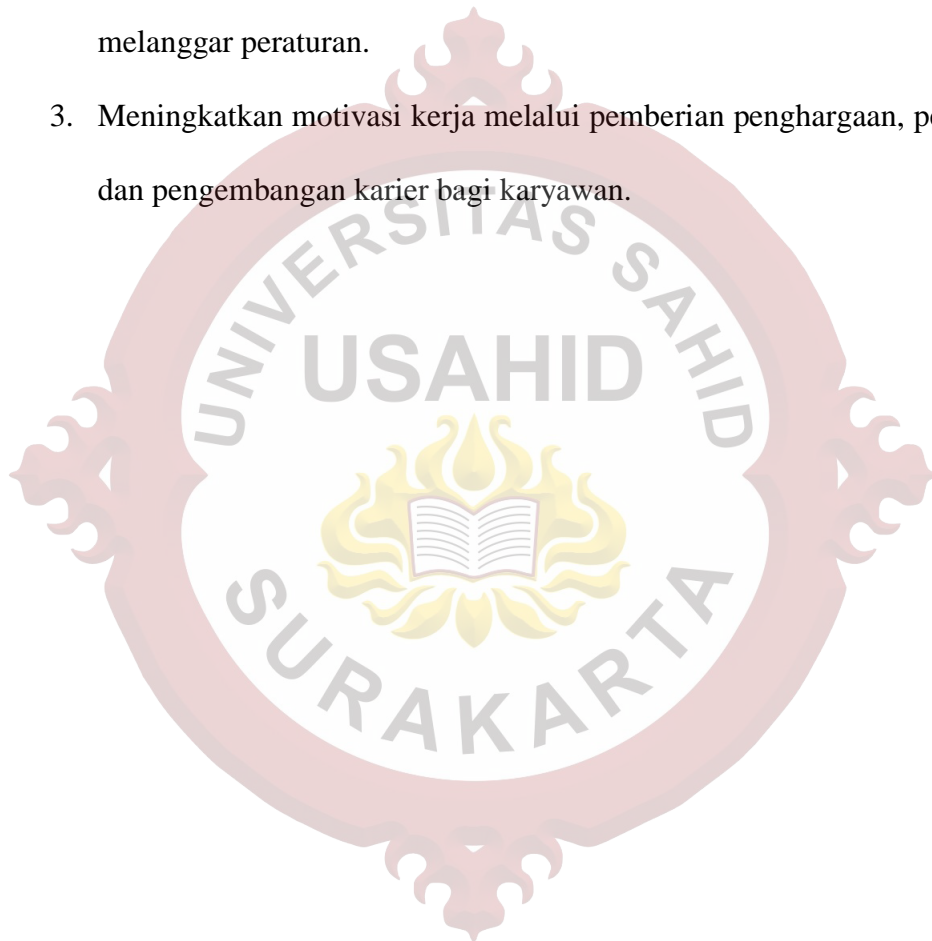 melanggar peraturan.
3. Meningkatkan motivasi kerja melalui pemberian penghargaan,
dan pengembangan karier bagi karyawan.
UNIVERSITAS SAHID
USAHID
SURAKARTA